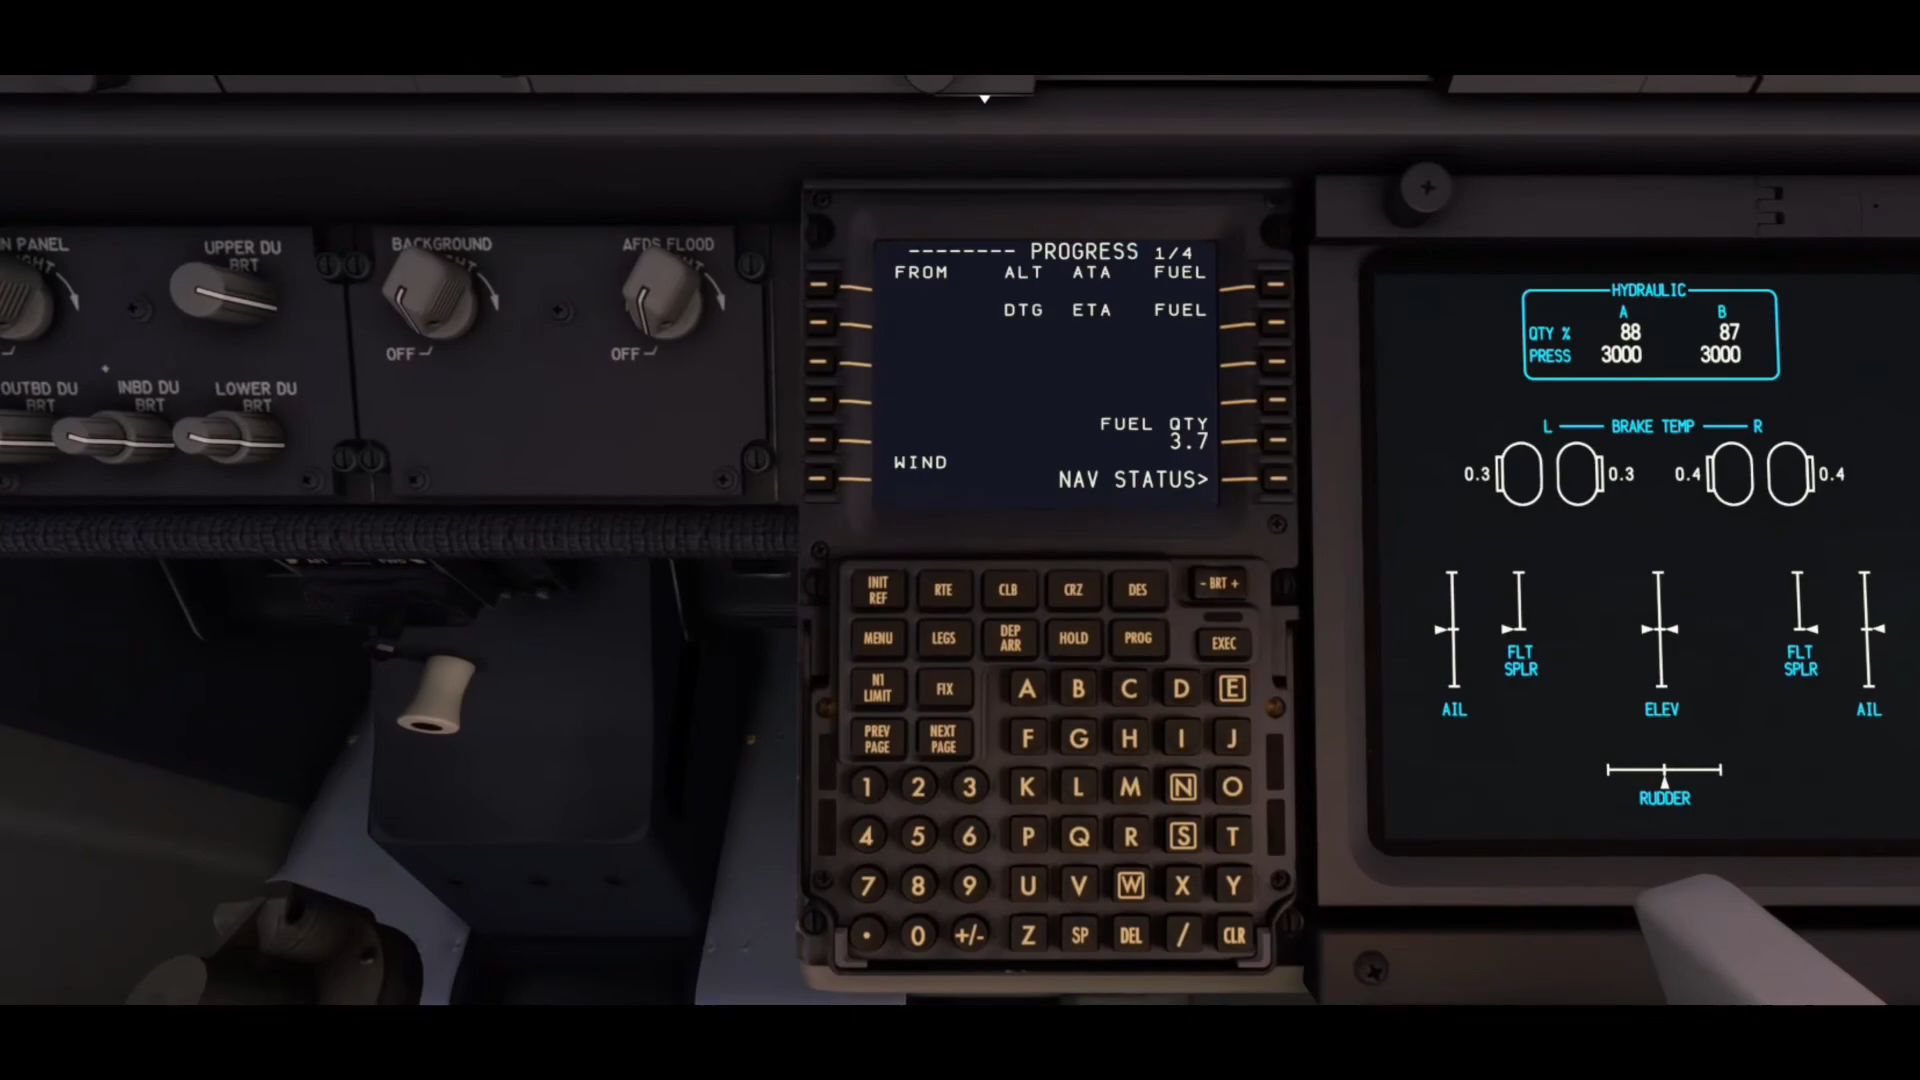 N PANEL
UPPER DU
BRT
BACKGROUND
AFDS FLOOD
OFF
OFF
OUTBD DU
BRT
INBD DU
BRT
LOWER DU
BRT
-------- PROGRESS 1/4
FROM ALT ATA FUEL
DTG ETA FUEL
FUEL QTY
3.7
WIND
NAV STATUS>
INIT REF RTE CLB CRZ DES - BRT +
MENU LEGS DEP ARR HOLD PROG EXEC
N1 LIMIT FIX A B C D E
PREV PAGE NEXT PAGE F G H I J
1 2 3 K L M N O
4 5 6 P Q R S T
7 8 9 U V W X Y
. 0 +/- Z SP DEL / CLR
HYDRAULIC
A B
QTY % 88 87
PRESS 3000 3000
L BRAKE TEMP R
0.3 0.3 0.4 0.4
FLT
SPLR
FLT
SPLR
AIL ELEV AIL
RUDDER